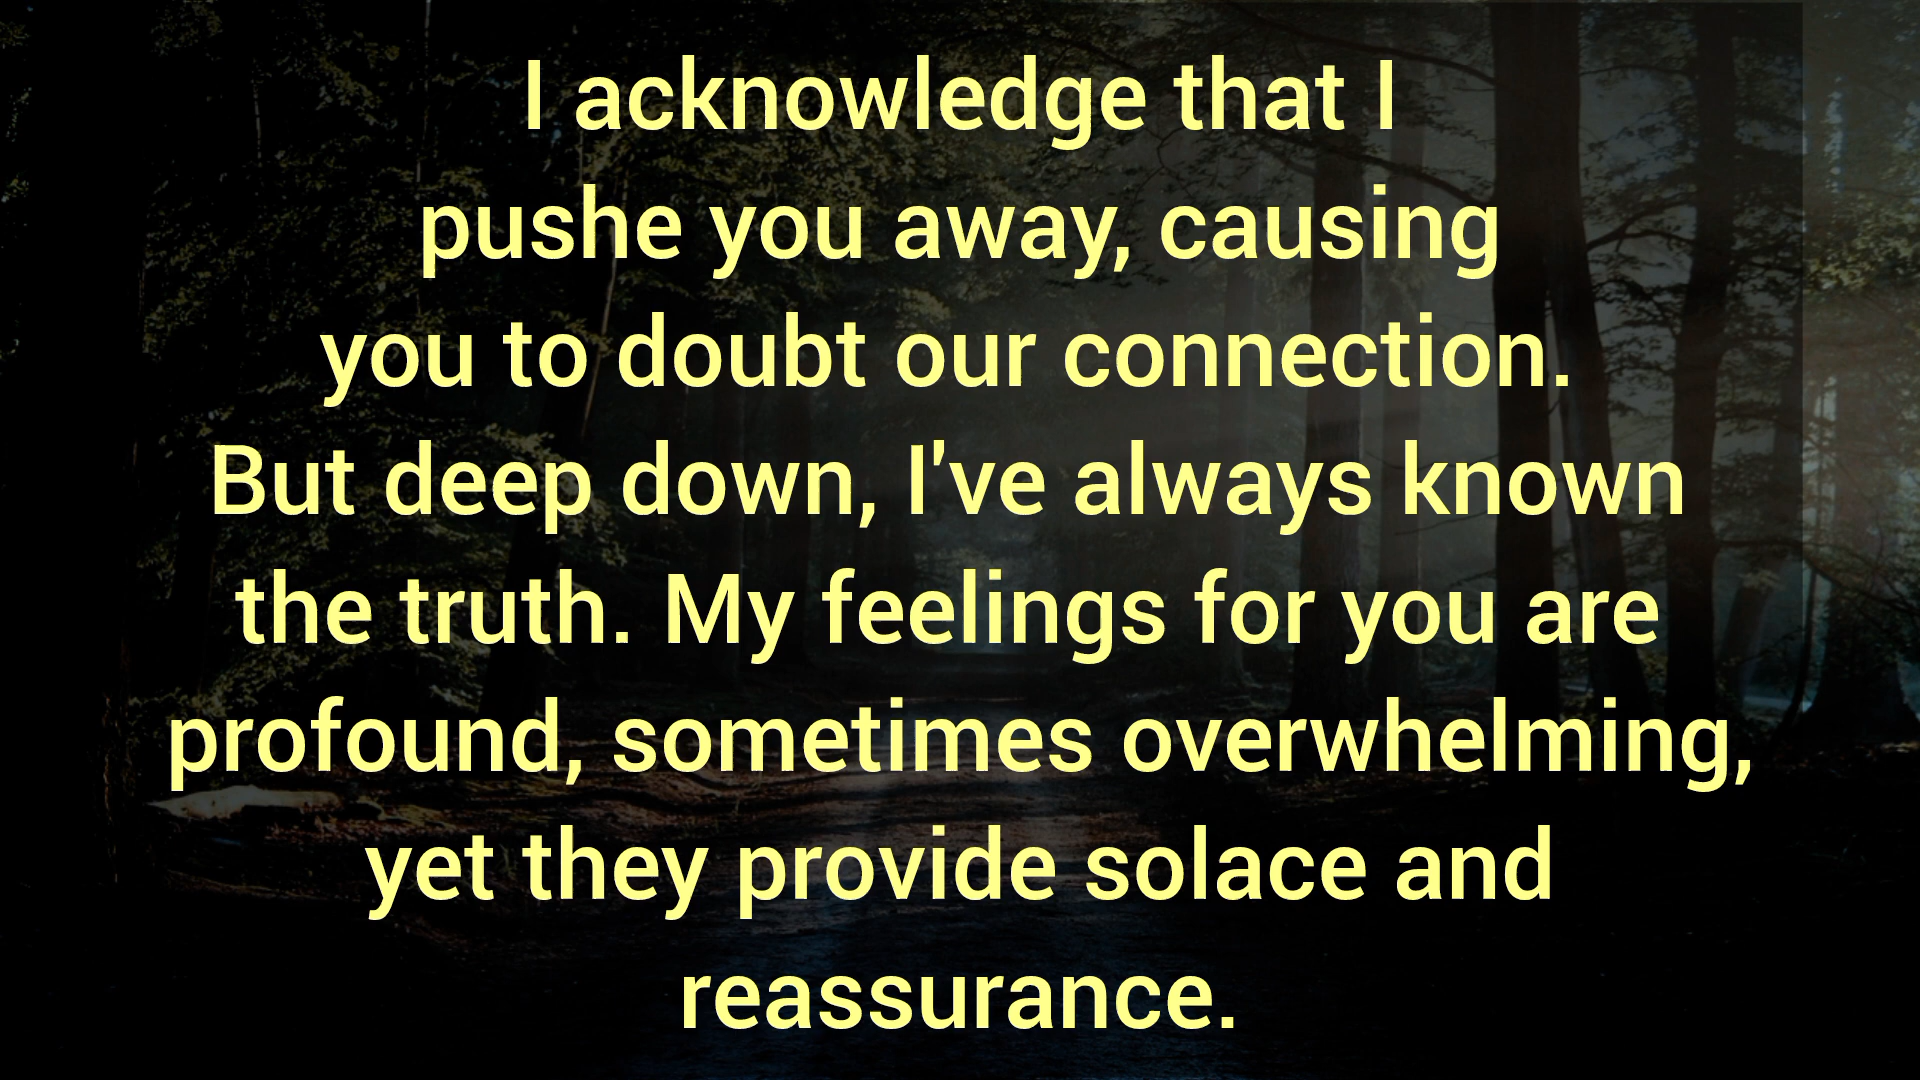 I acknowledge that I
pushe you away, causing
you to doubt our connection.
But deep down, I've always known
the truth. My feelings for you are
profound, sometimes overwhelming,
yet they provide solace and
reassurance.